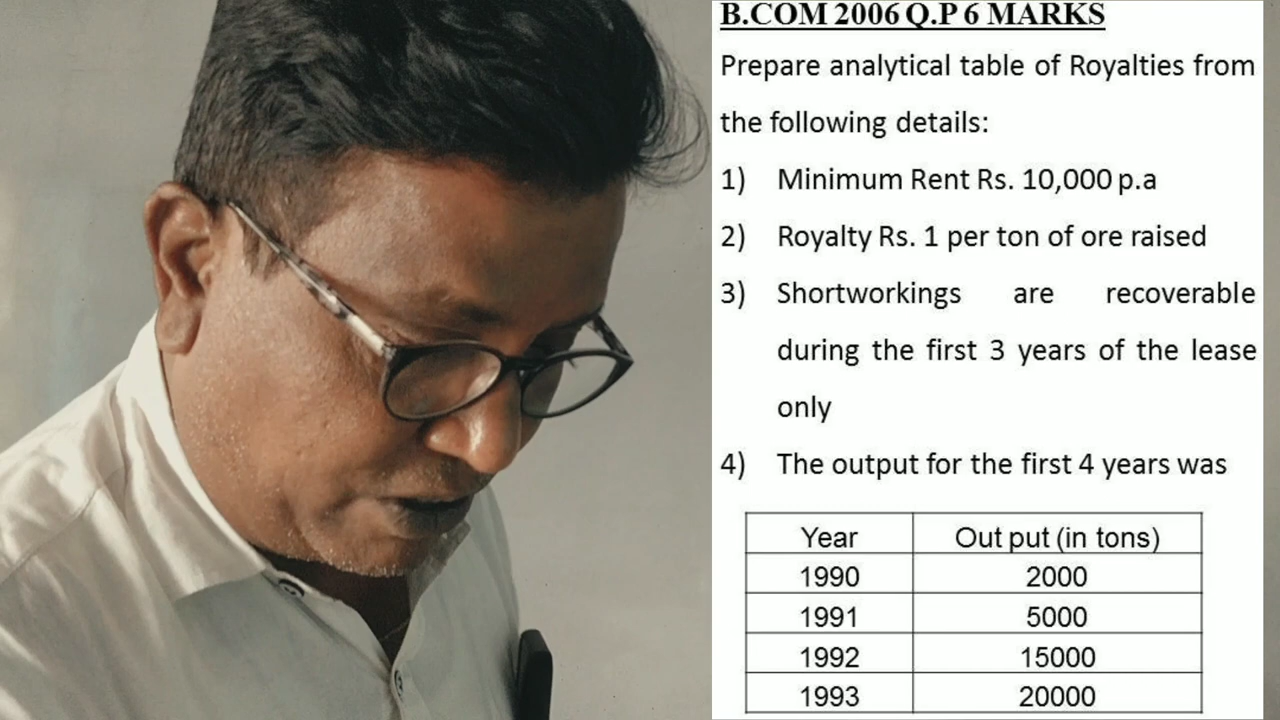 B.COM 2006 Q.P 6 MARKS
Prepare analytical table of Royalties from
the following details:
1) Minimum Rent Rs. 10,000 p.a
2) Royalty Rs. 1 per ton of ore raised
3) Shortworkings are recoverable
during the first 3 years of the lease
only
4) The output for the first 4 years was
Year Out put (in tons)
1990 2000
1991 5000
1992 15000
1993 20000